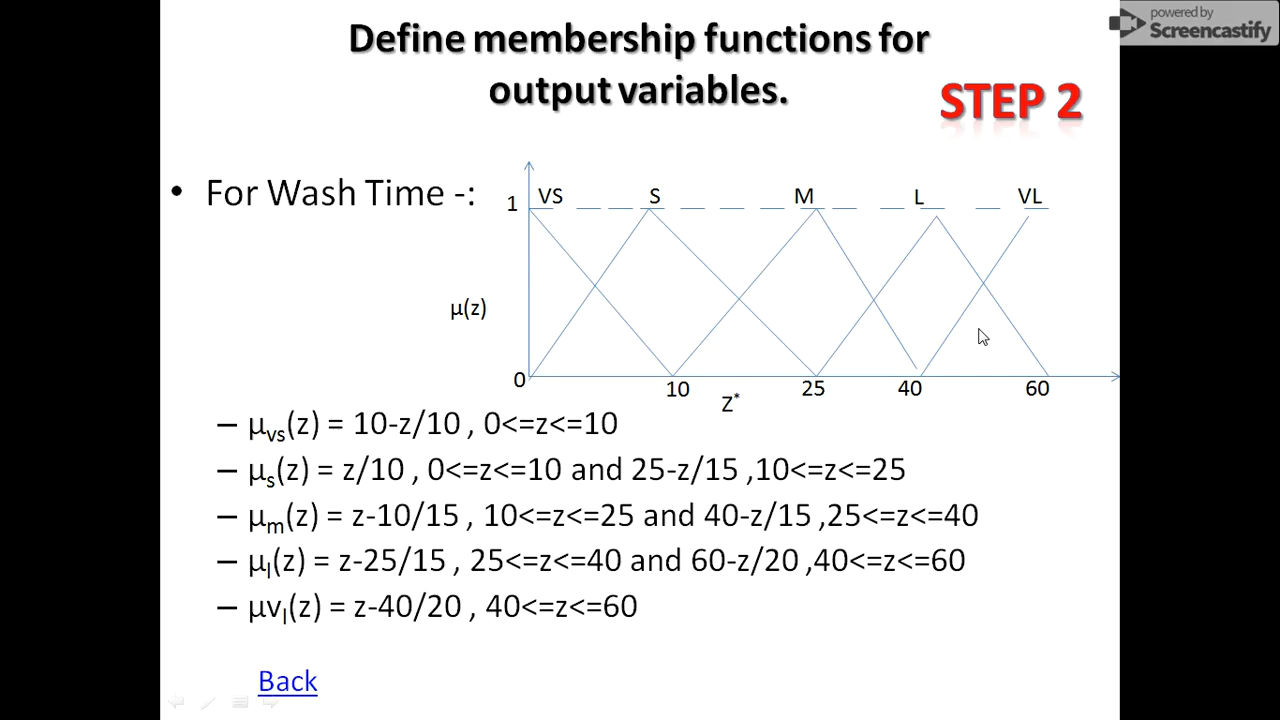 powered by
Screencastify
Define membership functions for
output variables.
STEP 2
• For Wash Time -:
VS S M L VL
1
μ(z)
0
10 25 40 60
Z*
– μvs(z) = 10-z/10 , 0<=z<=10
– μs(z) = z/10 , 0<=z<=10 and 25-z/15 ,10<=z<=25
– μm(z) = z-10/15 , 10<=z<=25 and 40-z/15 ,25<=z<=40
– μl(z) = z-25/15 , 25<=z<=40 and 60-z/20 ,40<=z<=60
– μvl(z) = z-40/20 , 40<=z<=60
Back